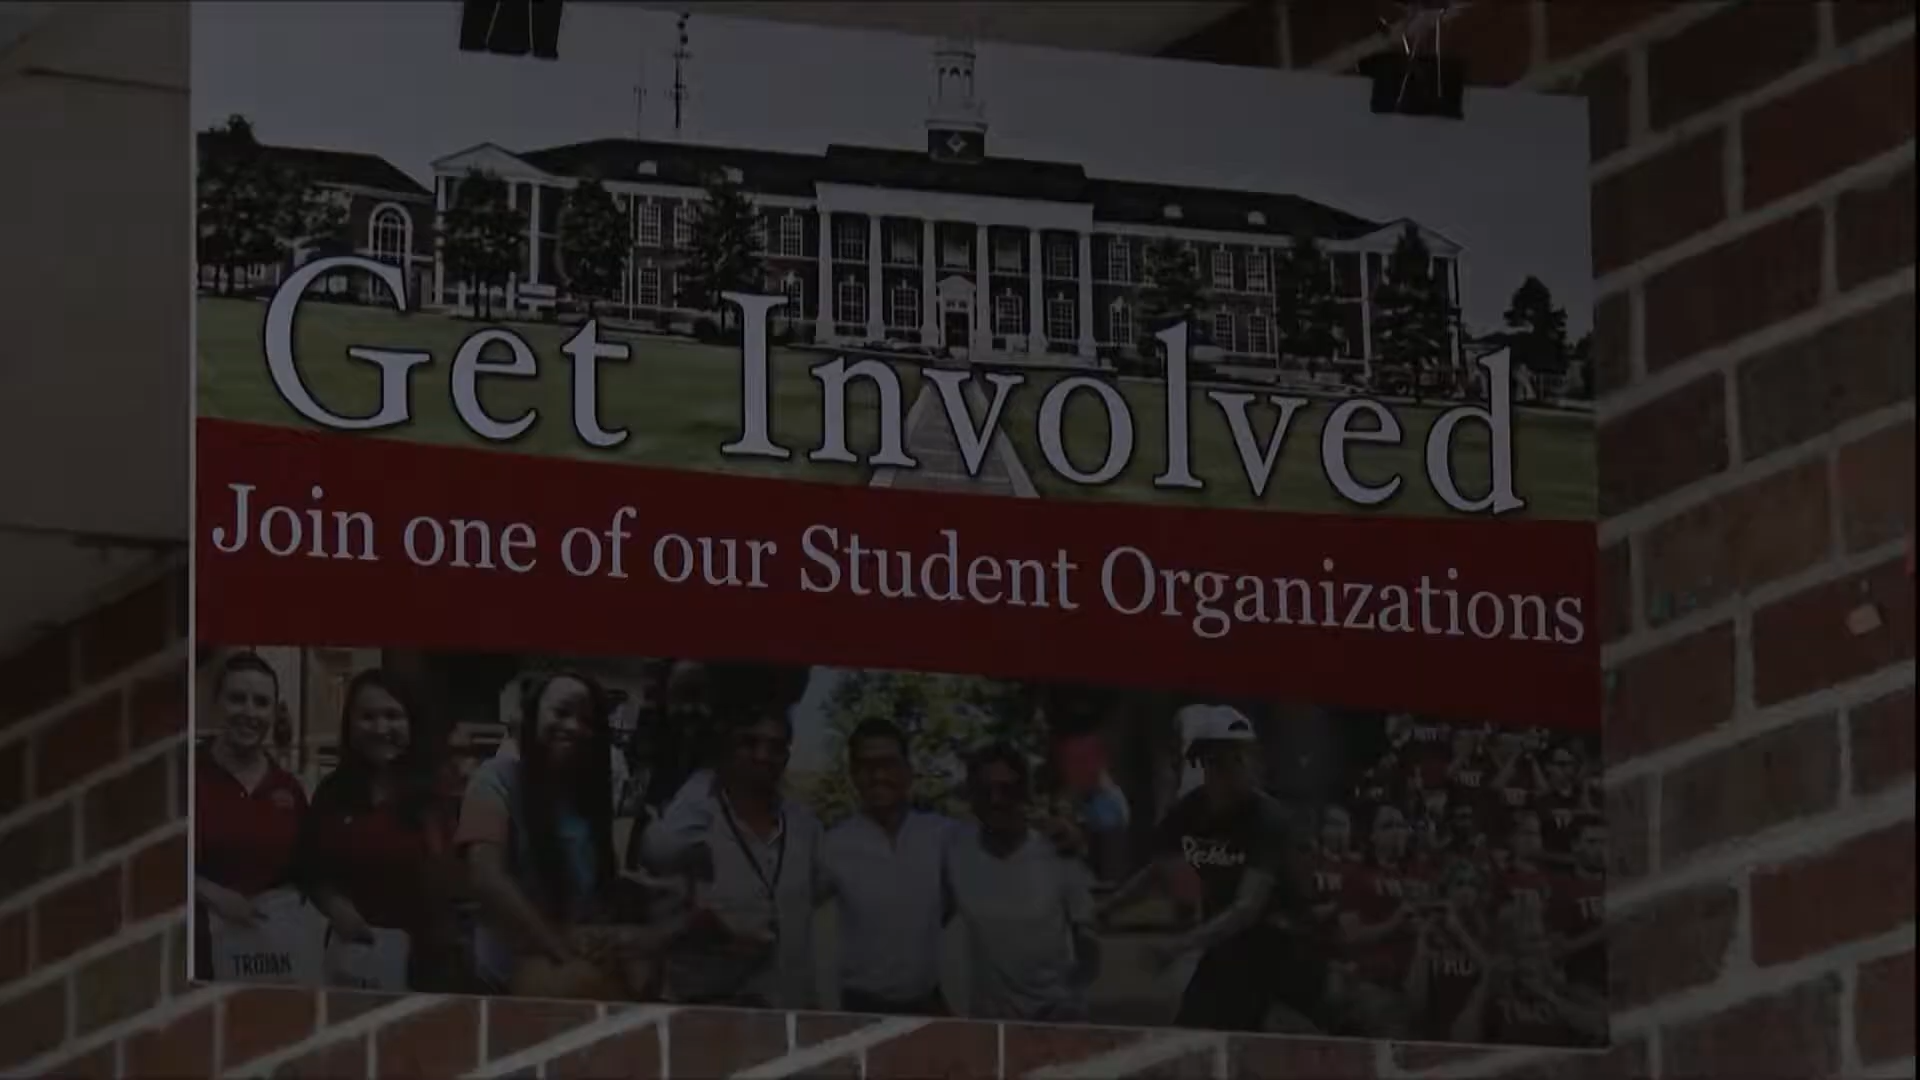 Get Involved
Join one of our Student Organizations
TROJAN